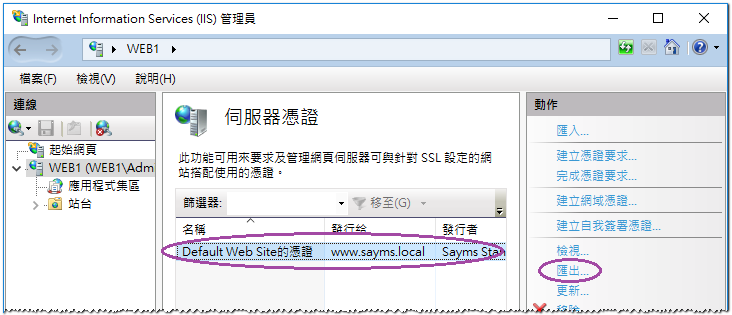 Internet Information Services (IIS) 管理員
WEB1
檔案(F) 檢視(V) 說明(H)
連線
起始網頁
WEB1 (WEB1\Adm
應用程式集區
站台
伺服器憑證
此功能可用來要求及管理網頁伺服器可與針對 SSL 設定的網
站搭配使用的憑證。
篩選器: 移至(G)
名稱 發行給 發行者
Default Web Site的憑證 www.sayms.local Sayms Stan
動作
匯入...
建立憑證要求...
完成憑證要求...
建立網域憑證...
建立自我簽署憑證...
檢視...
匯出...
更新...